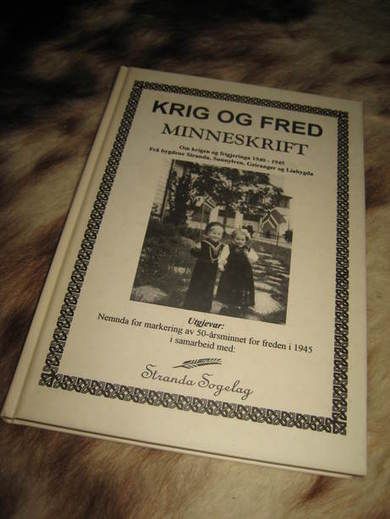 KRIG OG FRED
MINNESKRIFT
Om krigen og frigjeringa 1940 - 1945
Frå bygdene Stranda, Sunnylven, Geiranger og Liabygda
Utgjevar:
Nemnda for markering av 50-årsminnet for freden i 1945
i samarbeid med:
Stranda Sogelag